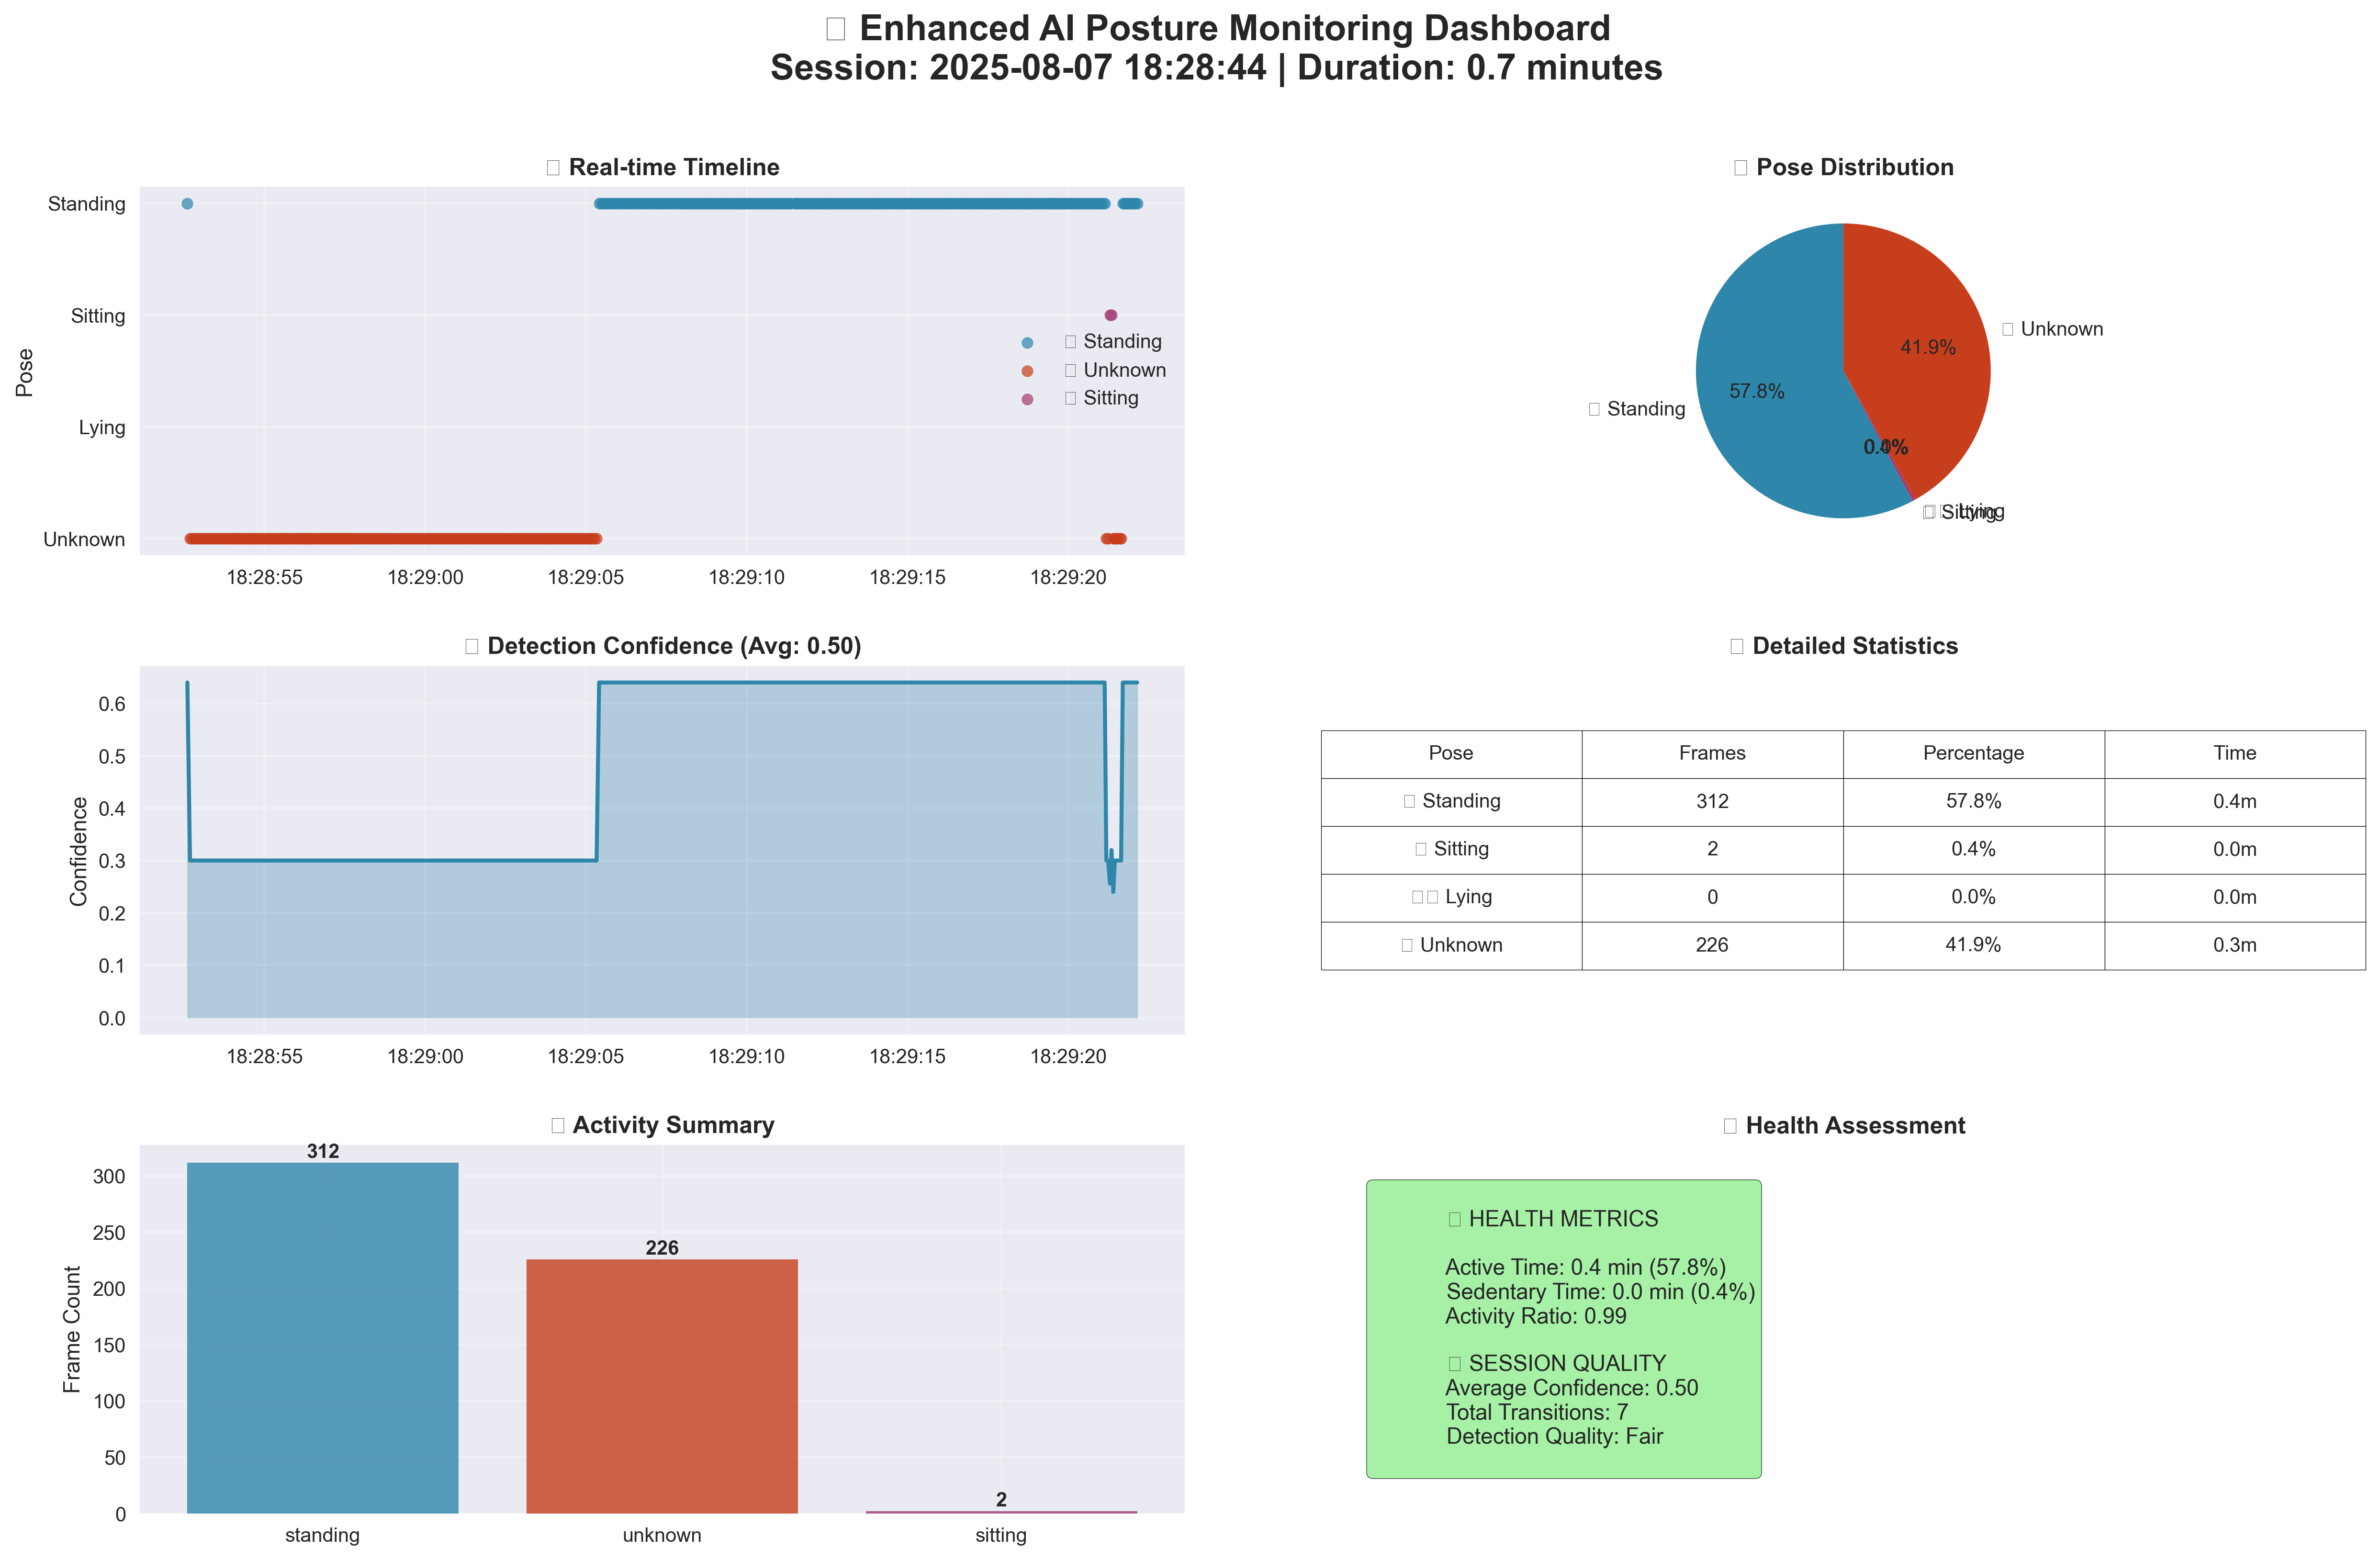 Enhanced AI Posture Monitoring Dashboard
Session: 2025-08-07 18:28:44 | Duration: 0.7 minutes
Real-time Timeline
Pose
Standing
Sitting
Lying
Unknown
18:28:55 18:29:00 18:29:05 18:29:10 18:29:15 18:29:20
Standing
Unknown
Sitting
Pose Distribution
Unknown
41.9%
57.8%
Standing
0.4%
Sitting
Lying
Detection Confidence (Avg: 0.50)
Confidence
0.6
0.5
0.4
0.3
0.2
0.1
0.0
18:28:55 18:29:00 18:29:05 18:29:10 18:29:15 18:29:20
Detailed Statistics
Pose Frames Percentage Time
Standing 312 57.8% 0.4m
Sitting 2 0.4% 0.0m
Lying 0 0.0% 0.0m
Unknown 226 41.9% 0.3m
Activity Summary
Frame Count
300
250
200
150
100
50
0
312
226
2
standing unknown sitting
Health Assessment
HEALTH METRICS
Active Time: 0.4 min (57.8%)
Sedentary Time: 0.0 min (0.4%)
Activity Ratio: 0.99
SESSION QUALITY
Average Confidence: 0.50
Total Transitions: 7
Detection Quality: Fair